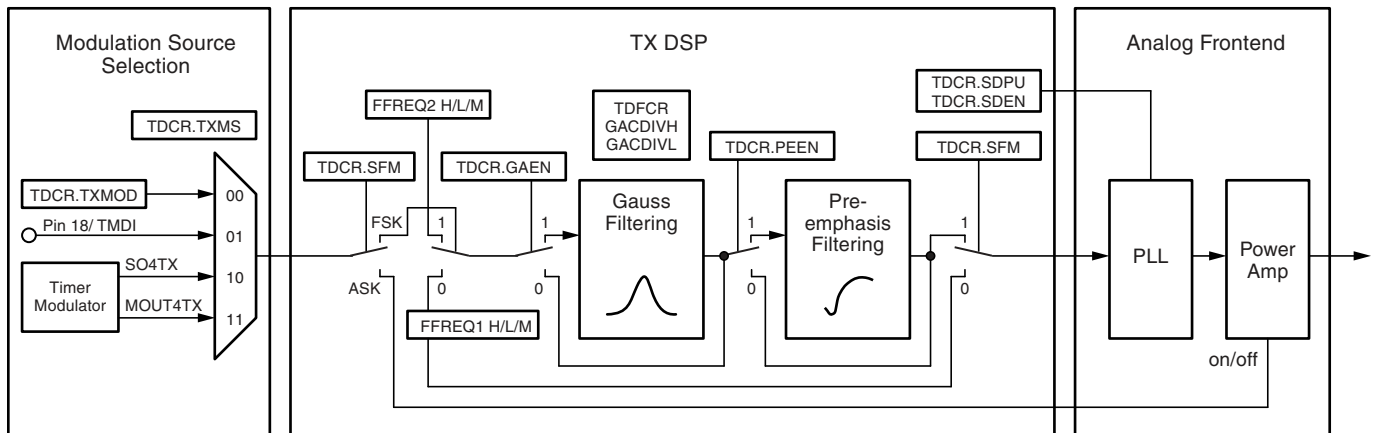 Modulation Source
Selection
TDCR.TXMS
TDCR.TXMOD
Pin 18/ TMDI
SO4TX
Timer
Modulator
MOUT4TX
00
01
10
11
TX DSP
FFREQ2 H/L/M
TDCR.SFM
TDCR.GAEN
FSK
ASK
1
0
FFREQ1 H/L/M
1
0
TDFCR
GACDIVH
GACDIVL
Gauss
Filtering
TDCR.PEEN
1
0
Pre-
emphasis
Filtering
TDCR.SFM
1
0
Analog Frontend
TDCR.SDPU
TDCR.SDEN
PLL
Power
Amp
on/off